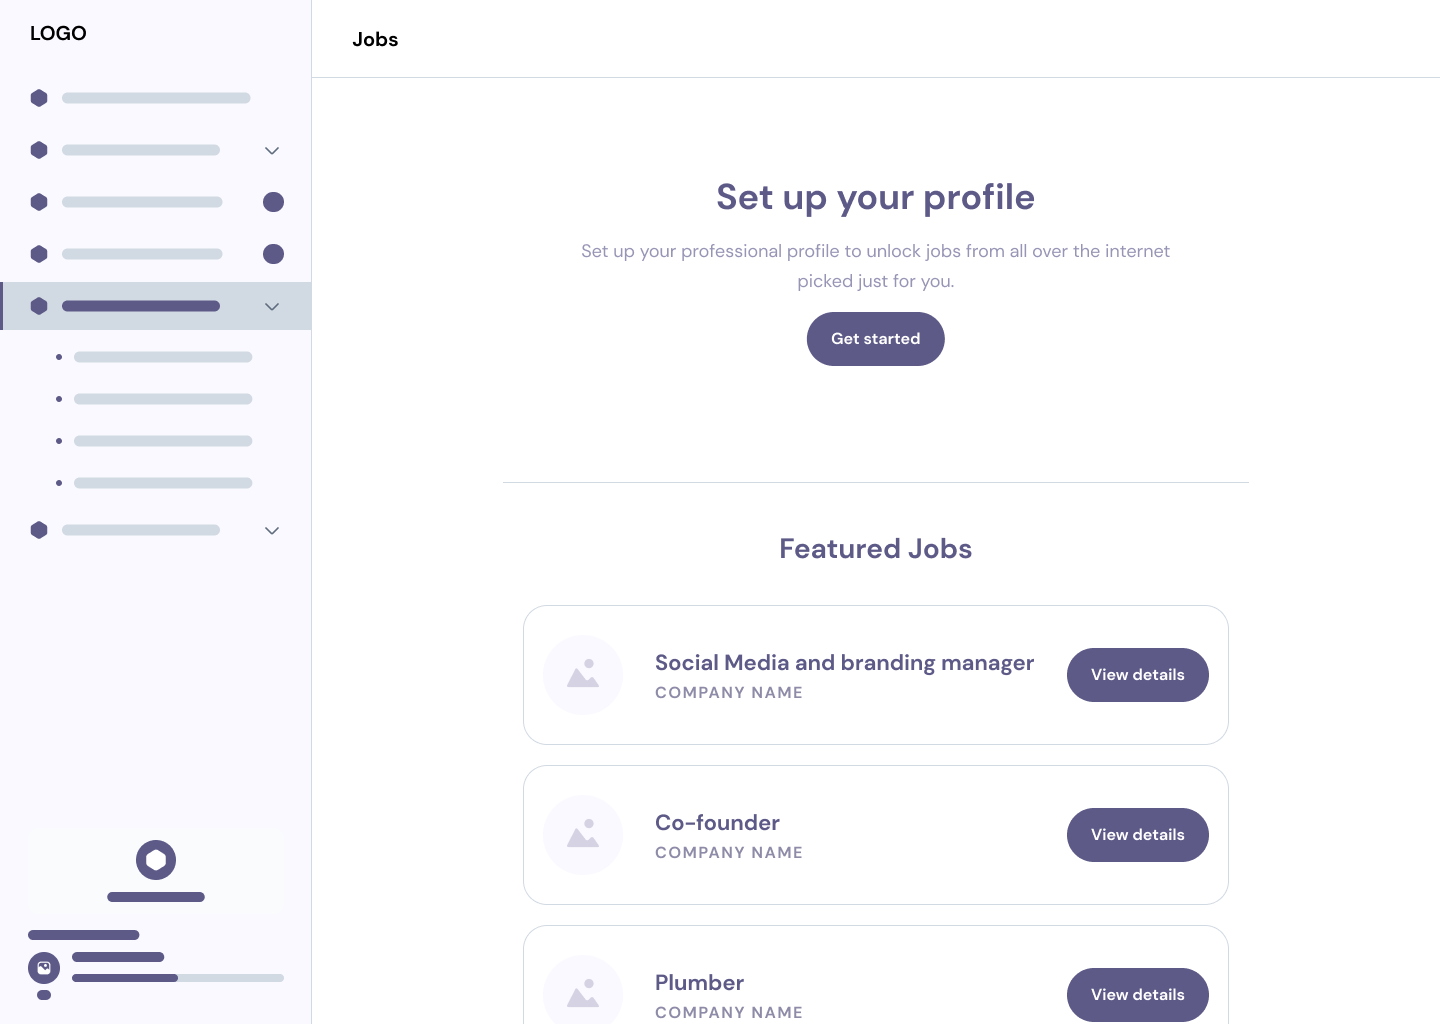 LOGO
Jobs
Set up your profile
Set up your professional profile to unlock jobs from all over the internet
picked just for you.
Get started
Featured Jobs
Social Media and branding manager
COMPANY NAME
View details
Co-founder
COMPANY NAME
View details
Plumber
COMPANY NAME
View details